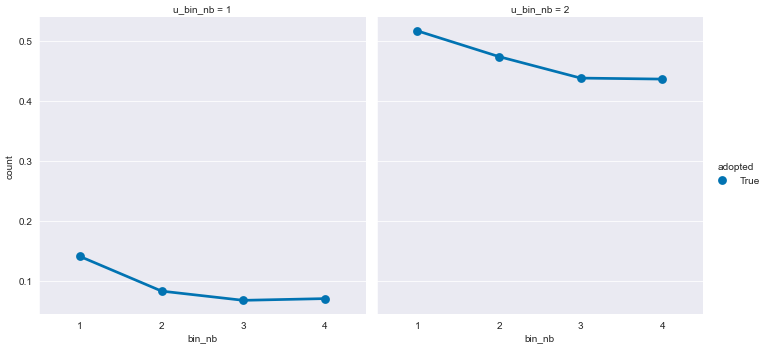 u_bin_nb = 1
u_bin_nb = 2
0.5
0.4
0.3
0.2
0.1
count
1 2 3 4
bin_nb
1 2 3 4
bin_nb
adopted
True